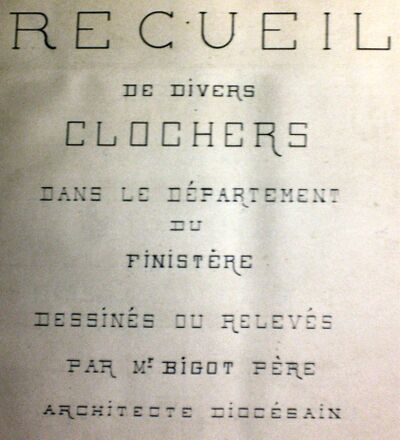 RECUEIL
DE DIVERS
CLOCHERS
DANS LE DÉPARTEMENT
DU
FINISTÈRE
DESSINÉS OU RELEVÉS
PAR Mr BIGOT PÈRE
ARCHITECTE DIOCÉSAIN